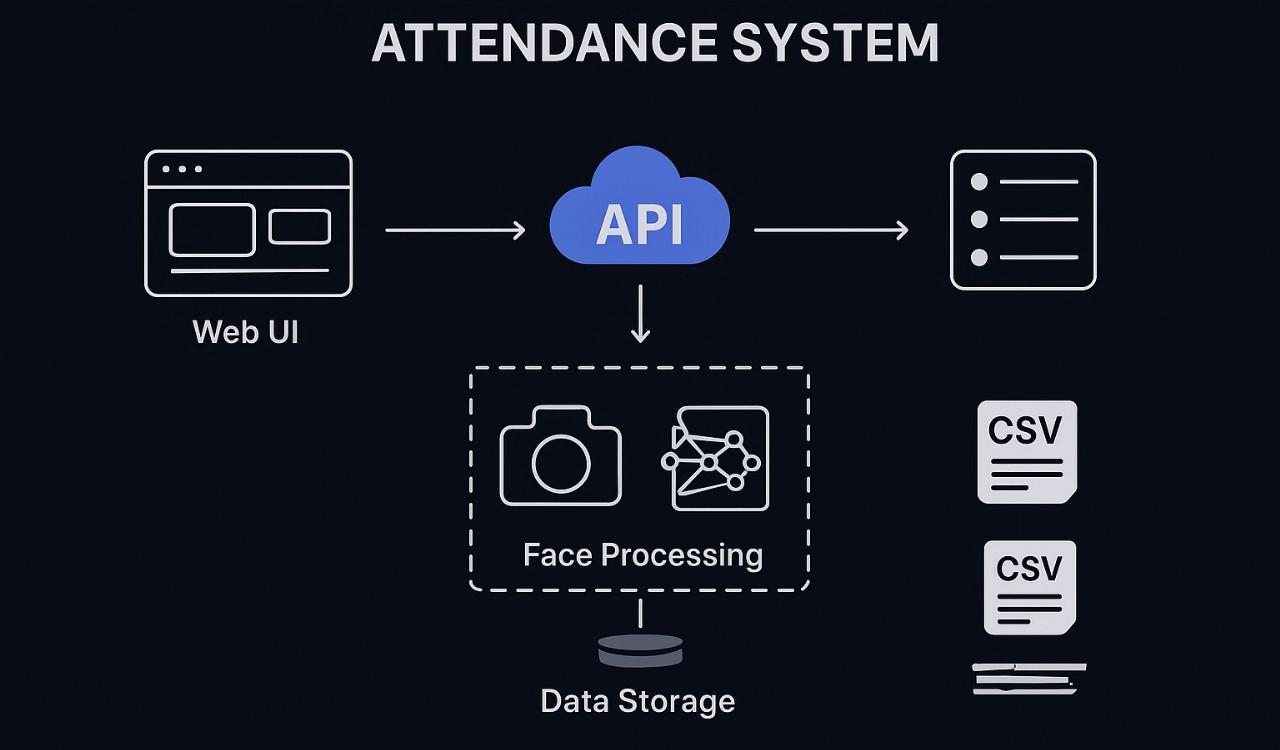 ATTENDANCE SYSTEM
API
Web UI
CSV
Face Processing
CSV
Data Storage